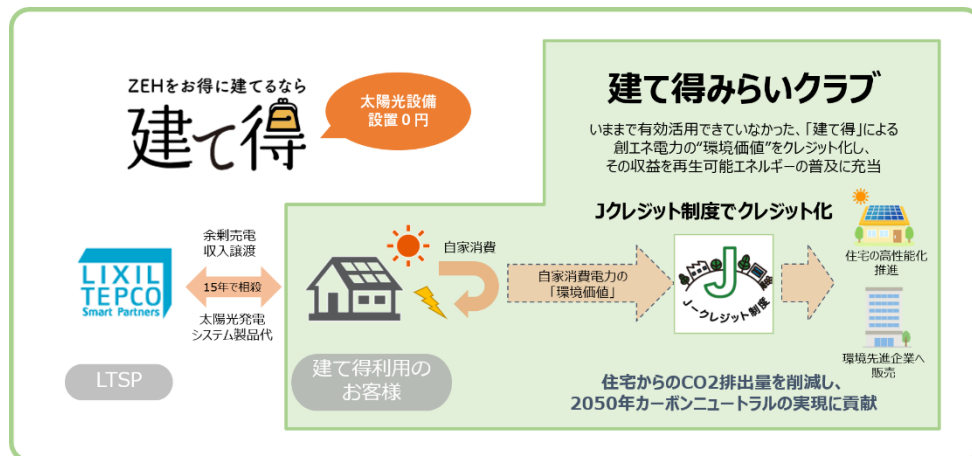 ZEHをお得に建てるなら
建て得
太陽光設備
設置０円
建て得みらいクラブ
いままで有効活用できていなかった、「建て得」による
創エネ電力の“環境価値”をクレジット化し、
その収益を再生可能エネルギーの普及に充当
Jクレジット制度でクレジット化
LIXIL
TEPCO
Smart Partners
余剰売電
収入譲渡
15年で相殺
太陽光発電
システム製品代
LTSP
自家消費
建て得利用の
お客様
自家消費電力の
「環境価値」
J
J-クレジット制度
住宅の高性能化
推進
環境先進企業へ
販売
住宅からのCO2排出量を削減し、
2050年カーボンニュートラルの実現に貢献